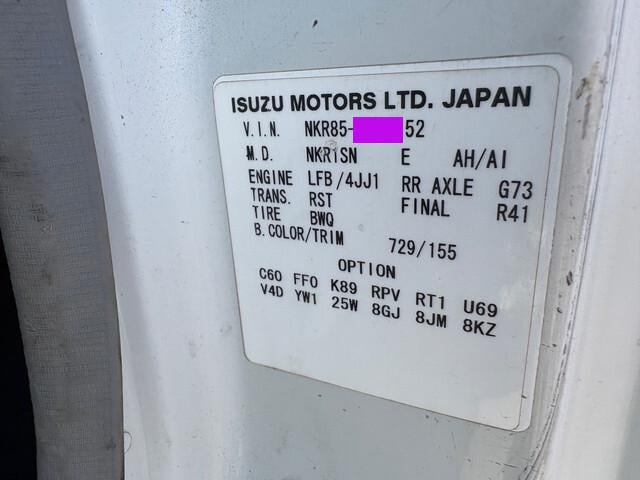 ISUZU MOTORS LTD. JAPAN
V.I.N. NKR85- 52
M.D. NKR1SN E AH/AI
ENGINE LFB/4JJ1 RR AXLE G73
TRANS. RST FINAL R41
TIRE BWQ
B.COLOR/TRIM 729/155
OPTION
C60 FF0 K89 RPV RT1 U69
V4D YW1 25W 8GJ 8JM 8KZ